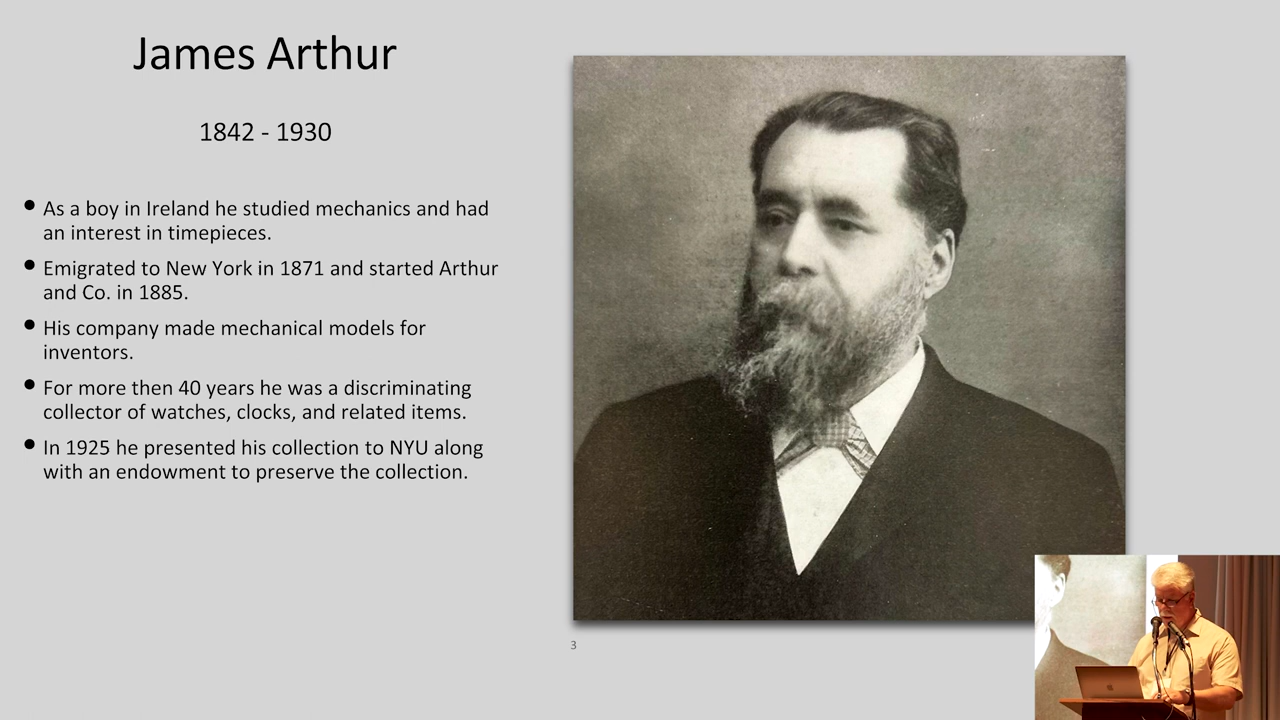 James Arthur
1842 - 1930
As a boy in Ireland he studied mechanics and had
an interest in timepieces.
Emigrated to New York in 1871 and started Arthur
and Co. in 1885.
His company made mechanical models for
inventors.
For more then 40 years he was a discriminating
collector of watches, clocks, and related items.
In 1925 he presented his collection to NYU along
with an endowment to preserve the collection.
3